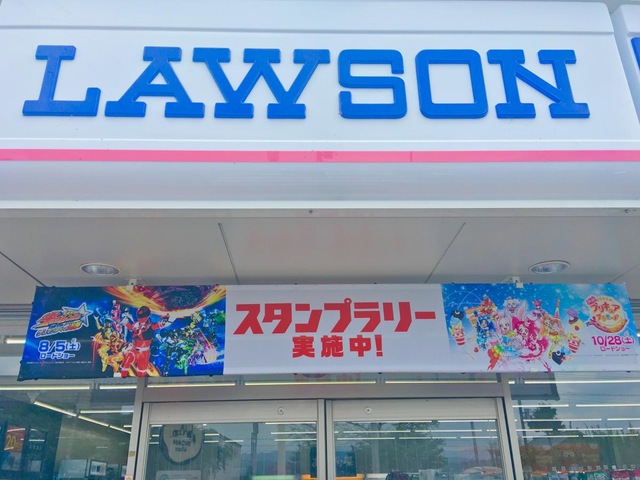 LAWSON
スタンプラリー
実施中!
8/5(土)
ロードショー
10/28(土)
ロードショー